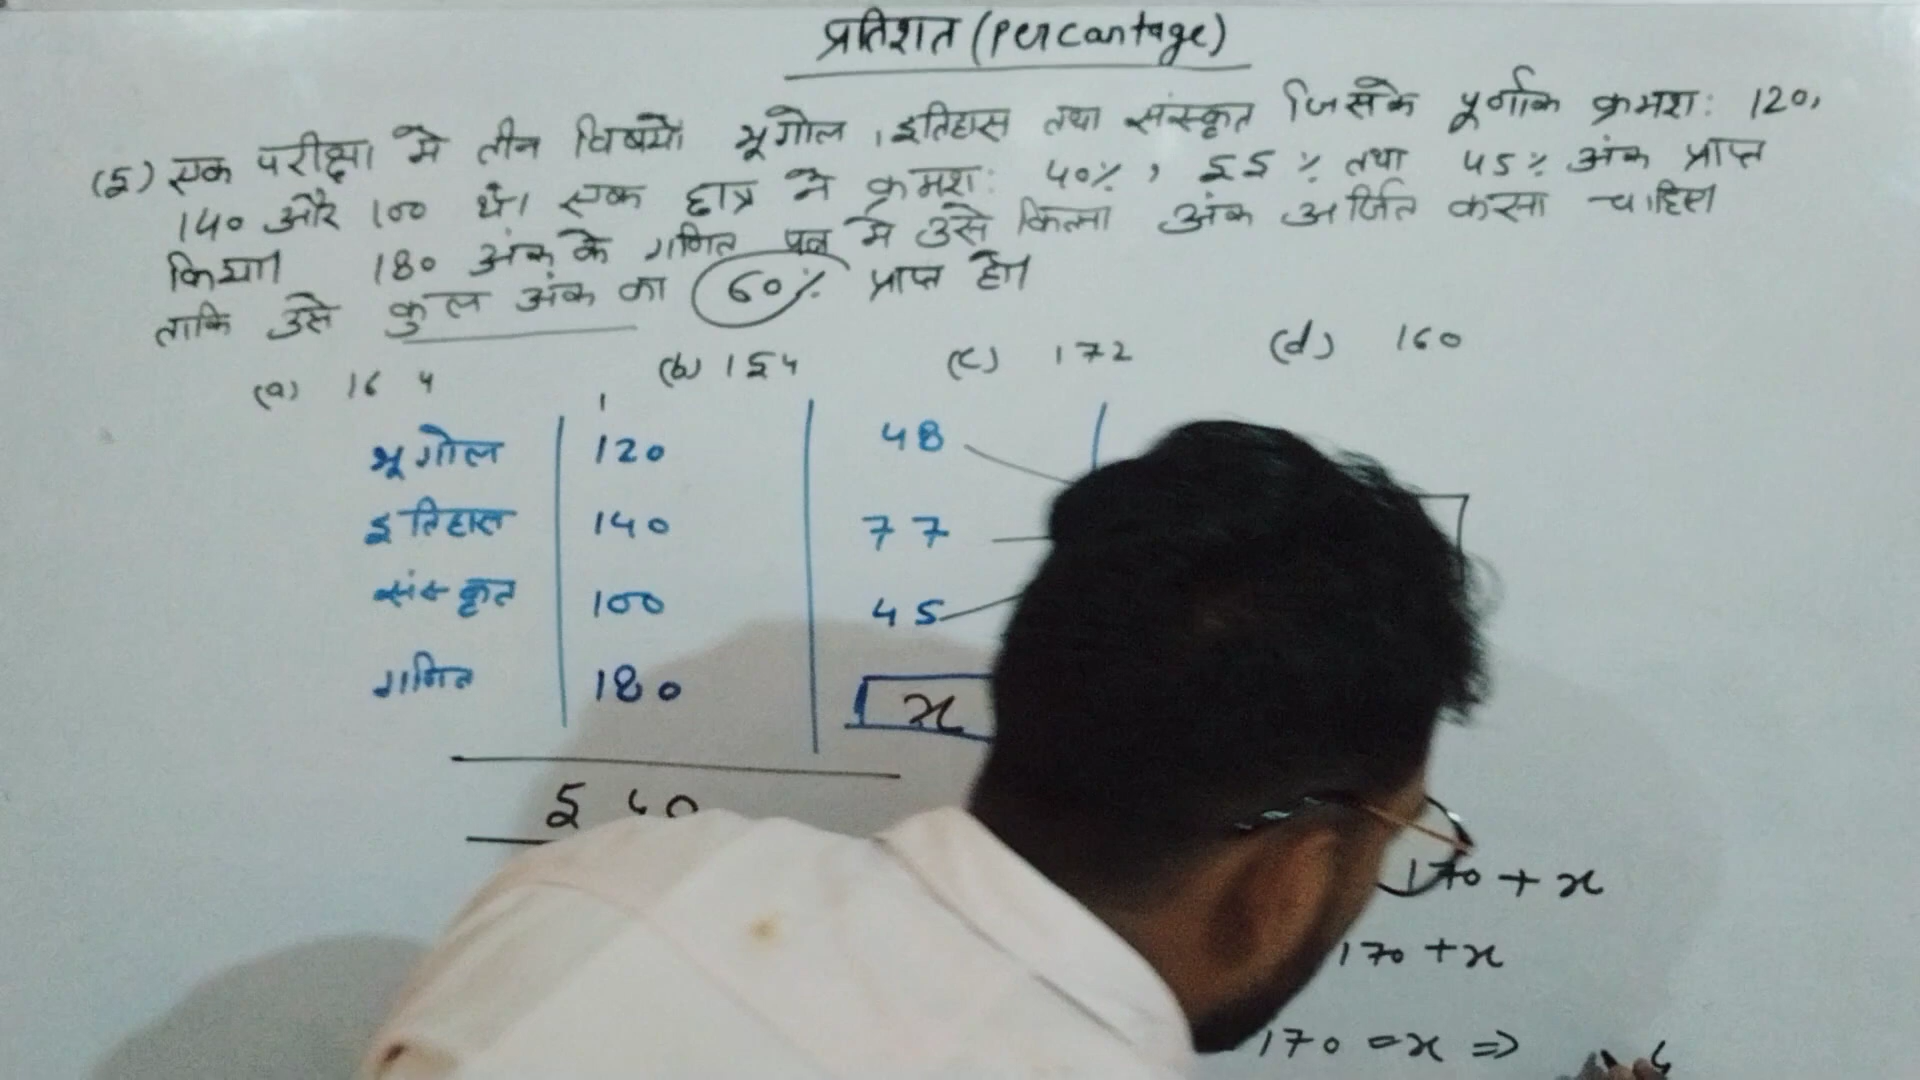 प्रतिशत (Percantage)
(5) एक परीक्षा मे तीन विषयो भूगोल, इतिहास तथा संस्कृत जिसके पूर्णांक क्रमश: 120,
140 और 100 थे। एक छात्र ने क्रमश: 40%, 55% तथा 45% अंक प्राप्त
किया। 180 अंक के गणित पत्र मे उसे कितना अंक अर्जित करना चाहिए
ताकि उसे कुल अंक का 60% प्राप्त हो।
(a) 164 (b) 154 (c) 172 (d) 160
भूगोल 120 48
इतिहास 140 77
संस्कृत 100 45
गणित 180 x
540
170 + x
170 + x
170 = x ⇒